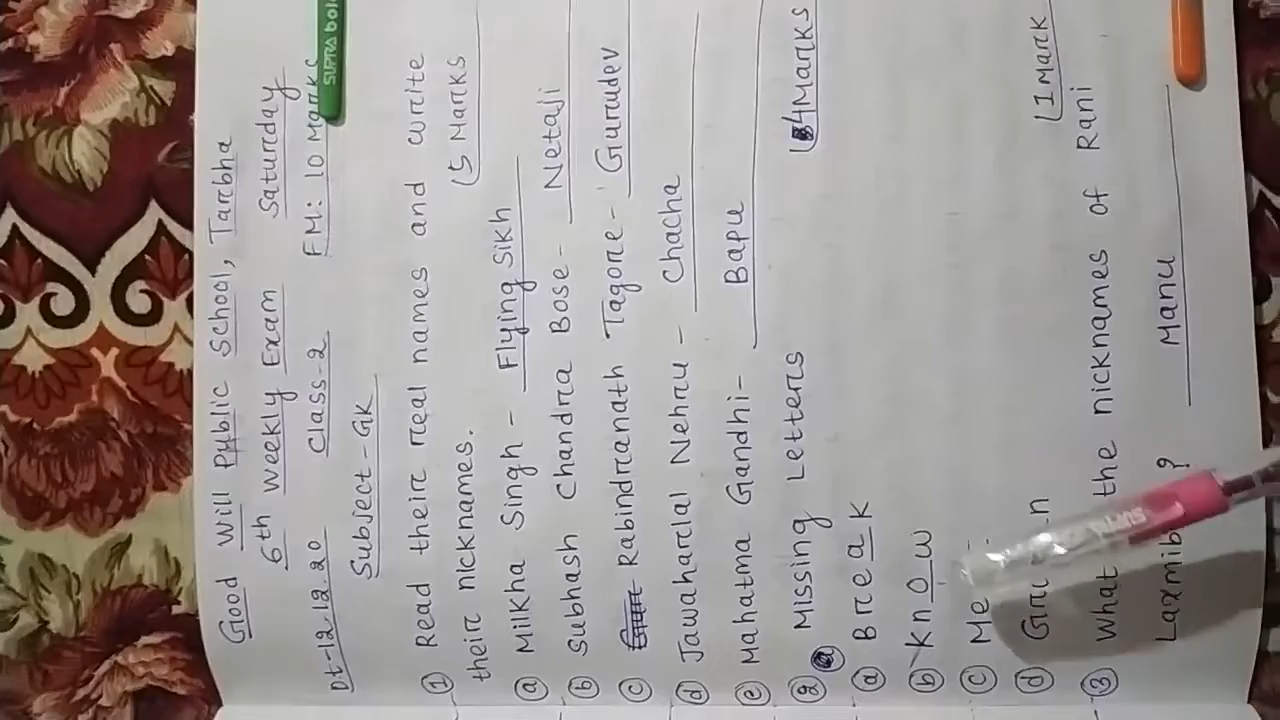 Good Will Public School, Tarbha
6th Weekly Exam Saturday
Dt-12.12.20 Class-2 FM: 10 Marks
Subject-GK
① Read their real names and write
their nicknames. (5 Marks
ⓐ Milkha Singh - Flying Sikh
ⓑ Subhash Chandra Bose - Netaji
ⓒ Rabindranath Tagore - Gurudev
ⓓ Jawaharlal Nehru - Chacha
ⓔ Mahatma Gandhi - Bapu
② Missing Letters (4 Marks
ⓐ Break
ⓑ Know
ⓒ Me
ⓓ n
③ What the nicknames of Rani (1 Mark
? Manu
SUPRA bol
SUPRA